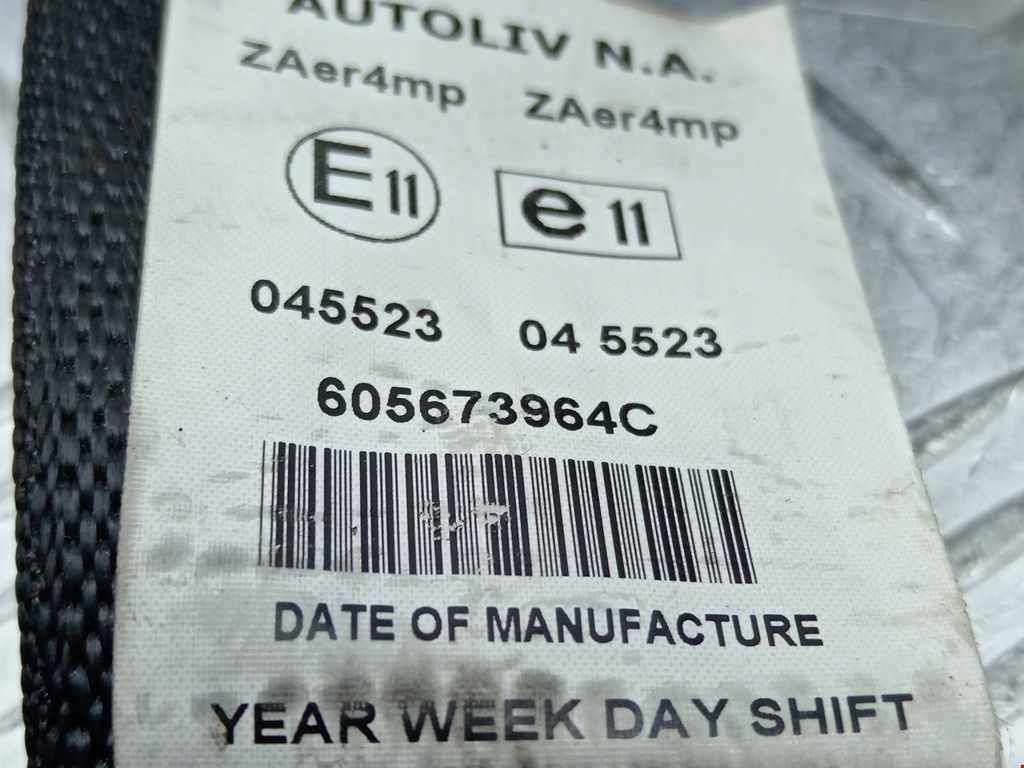 AUTOLIV N.A.
ZAer4mp ZAer4mp
E11 e11
045523 04 5523
605673964C
DATE OF MANUFACTURE
YEAR WEEK DAY SHIFT